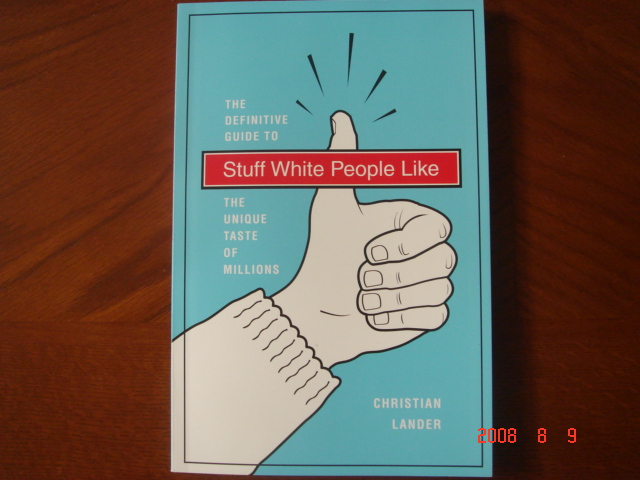 THE
DEFINITIVE
GUIDE TO
Stuff White People Like
THE
UNIQUE
TASTE
OF
MILLIONS
CHRISTIAN
LANDER
2008 8 9